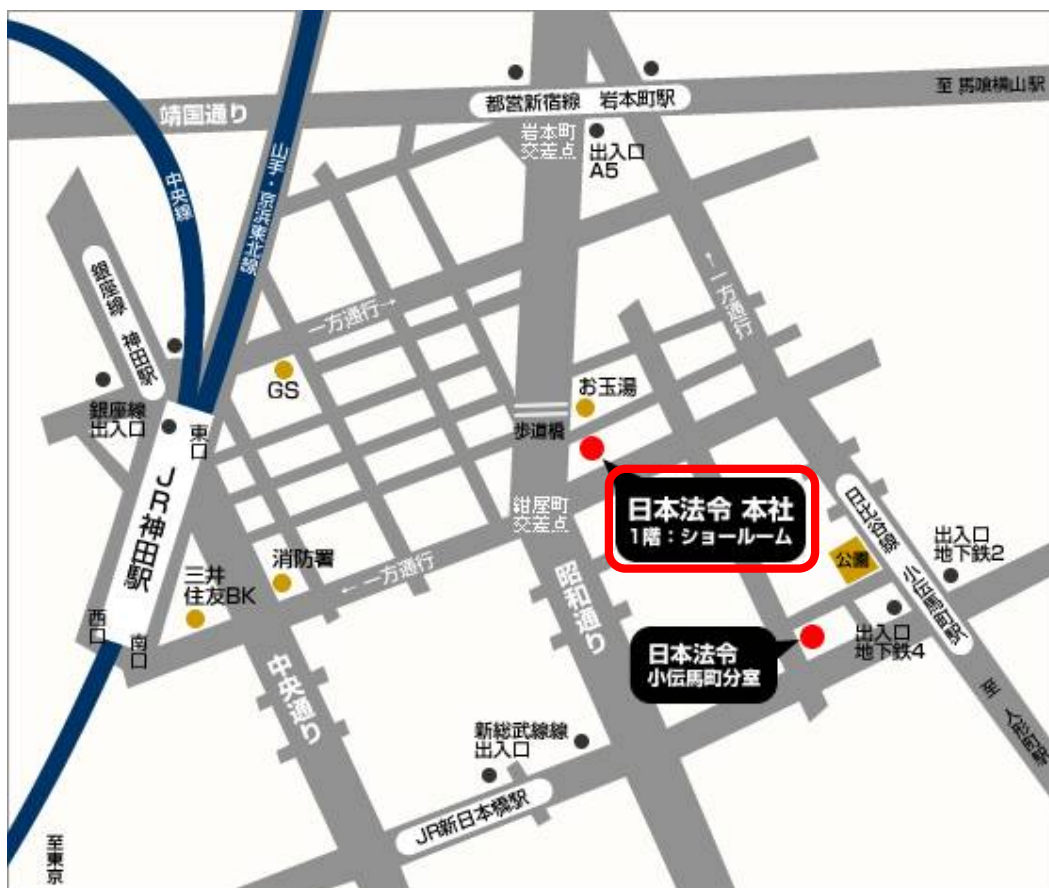 至 馬喰横山駅
都営新宿線 岩本町駅
靖国通り
岩本町
交差点
出入口
A5
山手・京浜東北線
中央線
←一方通行
銀座線 神田駅
一方通行→
GS
お玉湯
銀座線
出入口
東口
歩道橋
JR神田駅
日本法令 本社
1階：ショールーム
紺屋町
交差点
日比谷線 小伝馬町駅
出入口
地下鉄2
公園
消防署
←一方通行
三井
住友BK
昭和通り
西口
南口
出入口
地下鉄4
日本法令
小伝馬町分室
中央通り
至 人形町駅
新総武線線
出入口
JR新日本橋駅
至東京